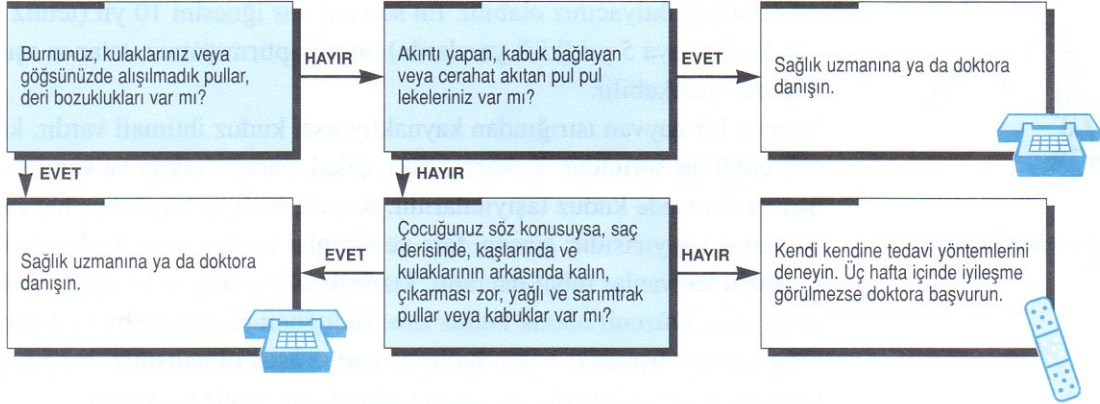 Burnunuz, kulaklarınız veya
göğsünüzde alışılmadık pullar,
deri bozuklukları var mı?
HAYIR
Akıntı yapan, kabuk bağlayan
veya cerahat akıtan pul pul
lekeleriniz var mı?
EVET
Sağlık uzmanına ya da doktora
danışın.
EVET
HAYIR
Sağlık uzmanına ya da doktora
danışın.
EVET
Çocuğunuz söz konusuysa, saç
derisinde, kaşlarında ve
kulaklarının arkasında kalın,
çıkarması zor, yağlı ve sarımtrak
pullar veya kabuklar var mı?
HAYIR
Kendi kendine tedavi yöntemlerini
deneyin. Üç hafta içinde iyileşme
görülmezse doktora başvurun.